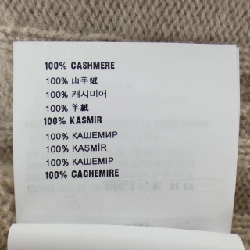 100% CASHMERE
100% 山羊绒
100% 캐시미어
100% 羊絨
100% KASMIR
100% КАШЕМИР
100% KAŞMİR
100% КАШЕМІР
100% CACHEMIRE